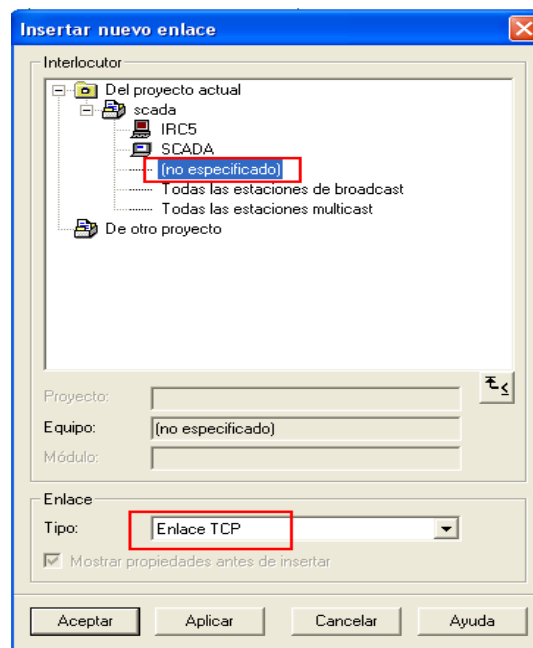 Insertar nuevo enlace
Interlocutor
Del proyecto actual
scada
IRC5
SCADA
(no especificado)
Todas las estaciones de broadcast
Todas las estaciones multicast
De otro proyecto
Proyecto:
Equipo: (no especificado)
Módulo:
Enlace
Tipo: Enlace TCP
Mostrar propiedades antes de insertar
Aceptar Aplicar Cancelar Ayuda